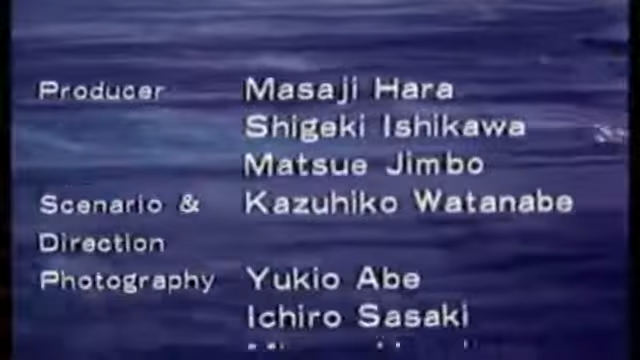 Producer Masaji Hara
Shigeki Ishikawa
Matsue Jimbo
Scenario & Kazuhiko Watanabe
Direction
Photography Yukio Abe
Ichiro Sasaki